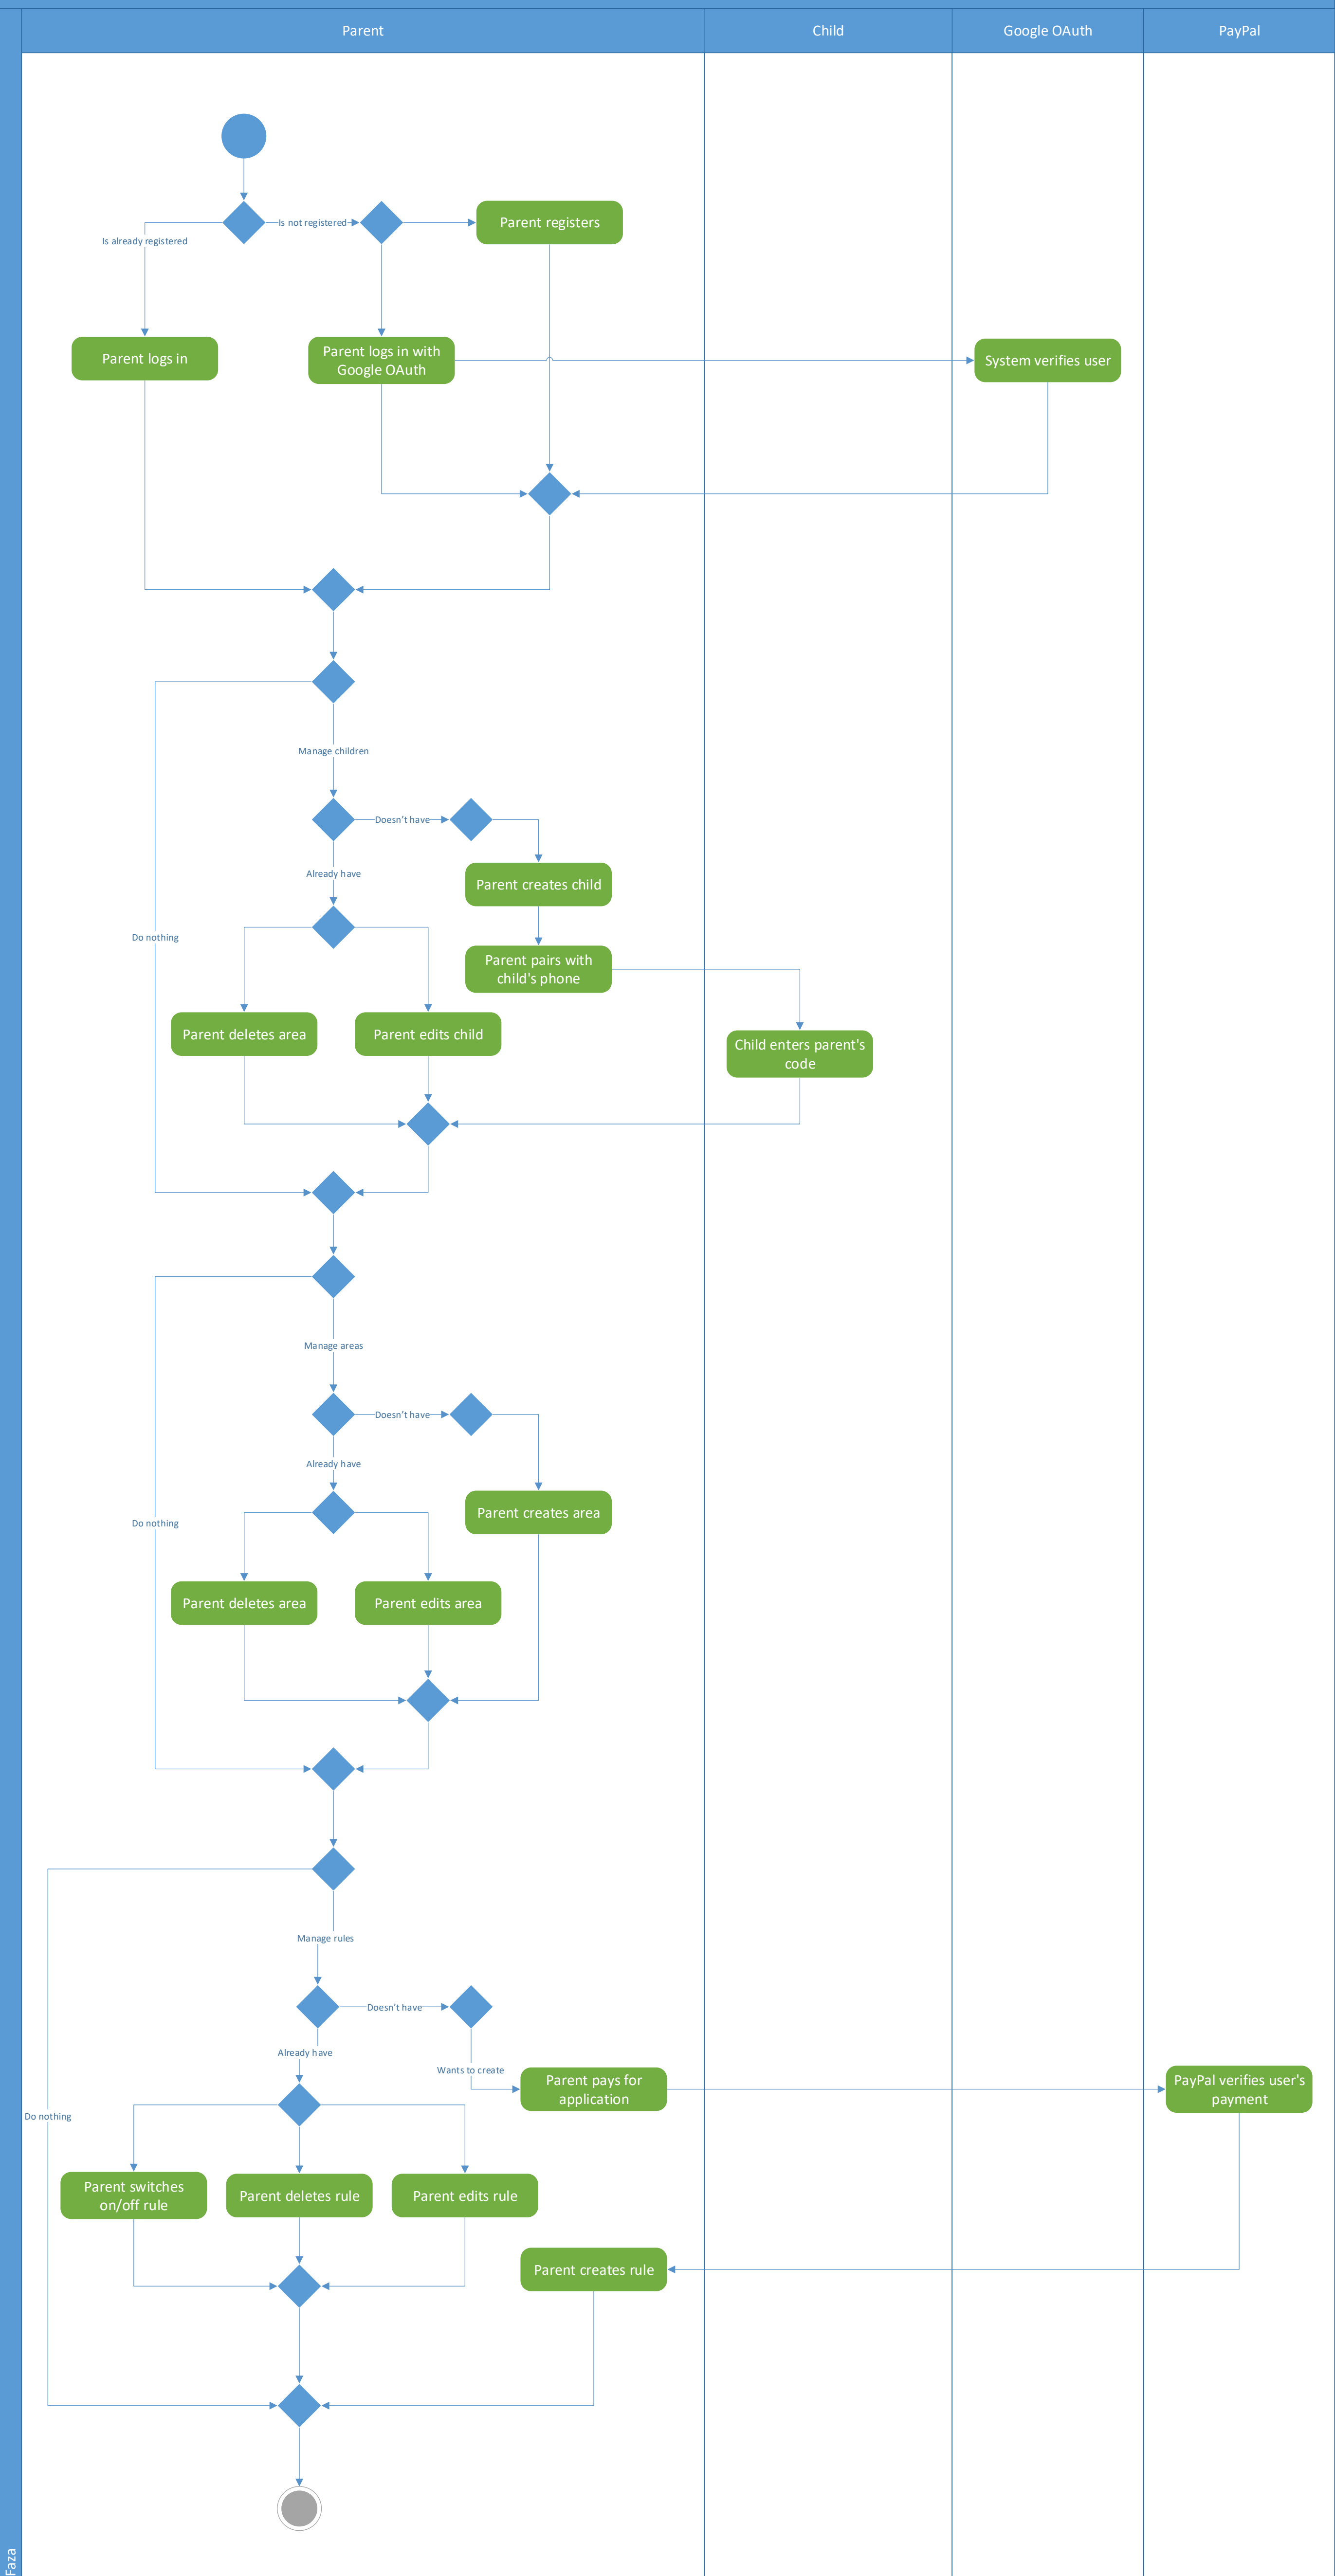 Parent
Child
Google OAuth
PayPal
Is not registered
Parent registers
Is already registered
Parent logs in
Parent logs in with
Google OAuth
System verifies user
Manage children
Doesn't have
Already have
Parent creates child
Do nothing
Parent pairs with
child's phone
Parent deletes area
Parent edits child
Child enters parent's
code
Manage areas
Doesn't have
Already have
Parent creates area
Do nothing
Parent deletes area
Parent edits area
Manage rules
Doesn't have
Already have
Wants to create
Parent pays for
application
PayPal verifies user's
payment
Do nothing
Parent switches
on/off rule
Parent deletes rule
Parent edits rule
Parent creates rule
Faza